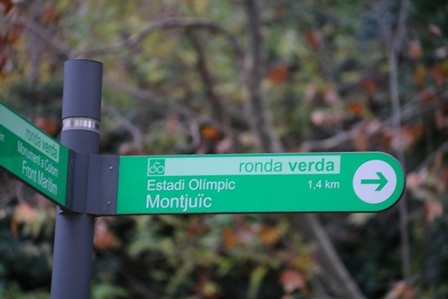 ronda verda
Monument a Colom
Front Marítim
ronda verda
Estadi Olímpic 1,4 km
Montjuïc